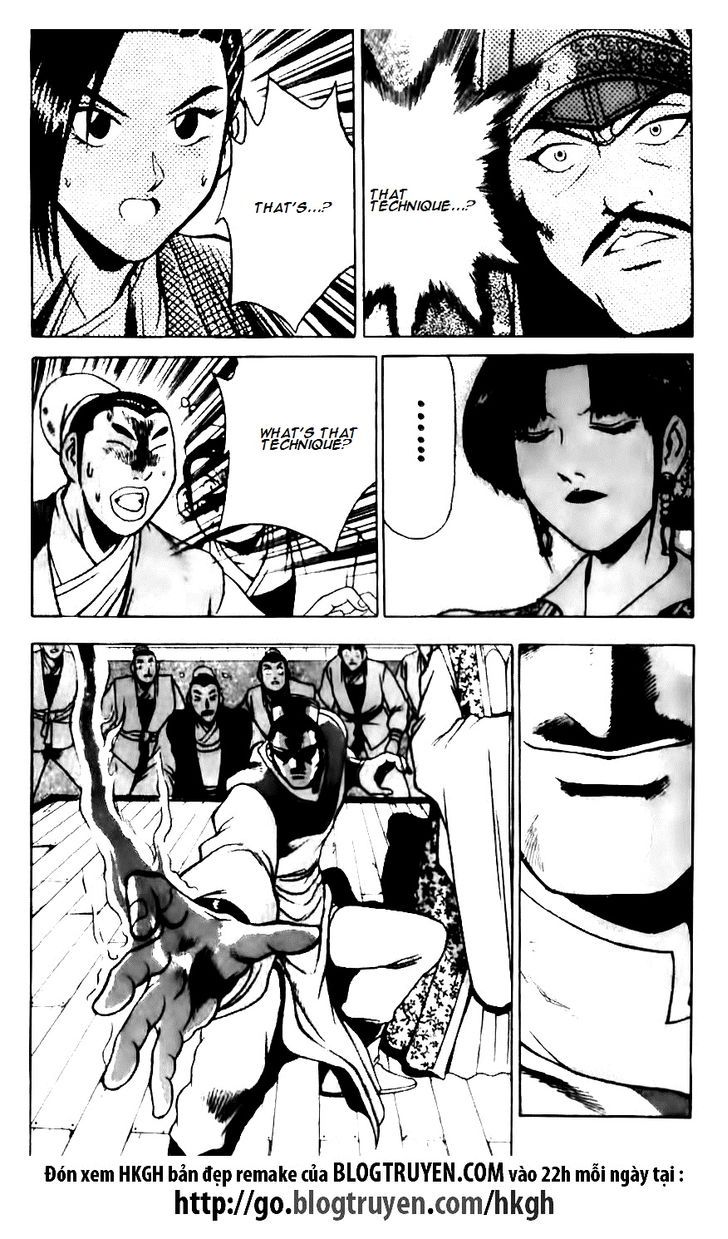 THAT'S...?
THAT
TECHNIQUE...?
WHAT'S THAT
TECHNIQUE?
Đón xem HKGH bản đẹp remake của BLOGTRUYEN.COM vào 22h mỗi ngày tại :
http://go.blogtruyen.com/hkgh